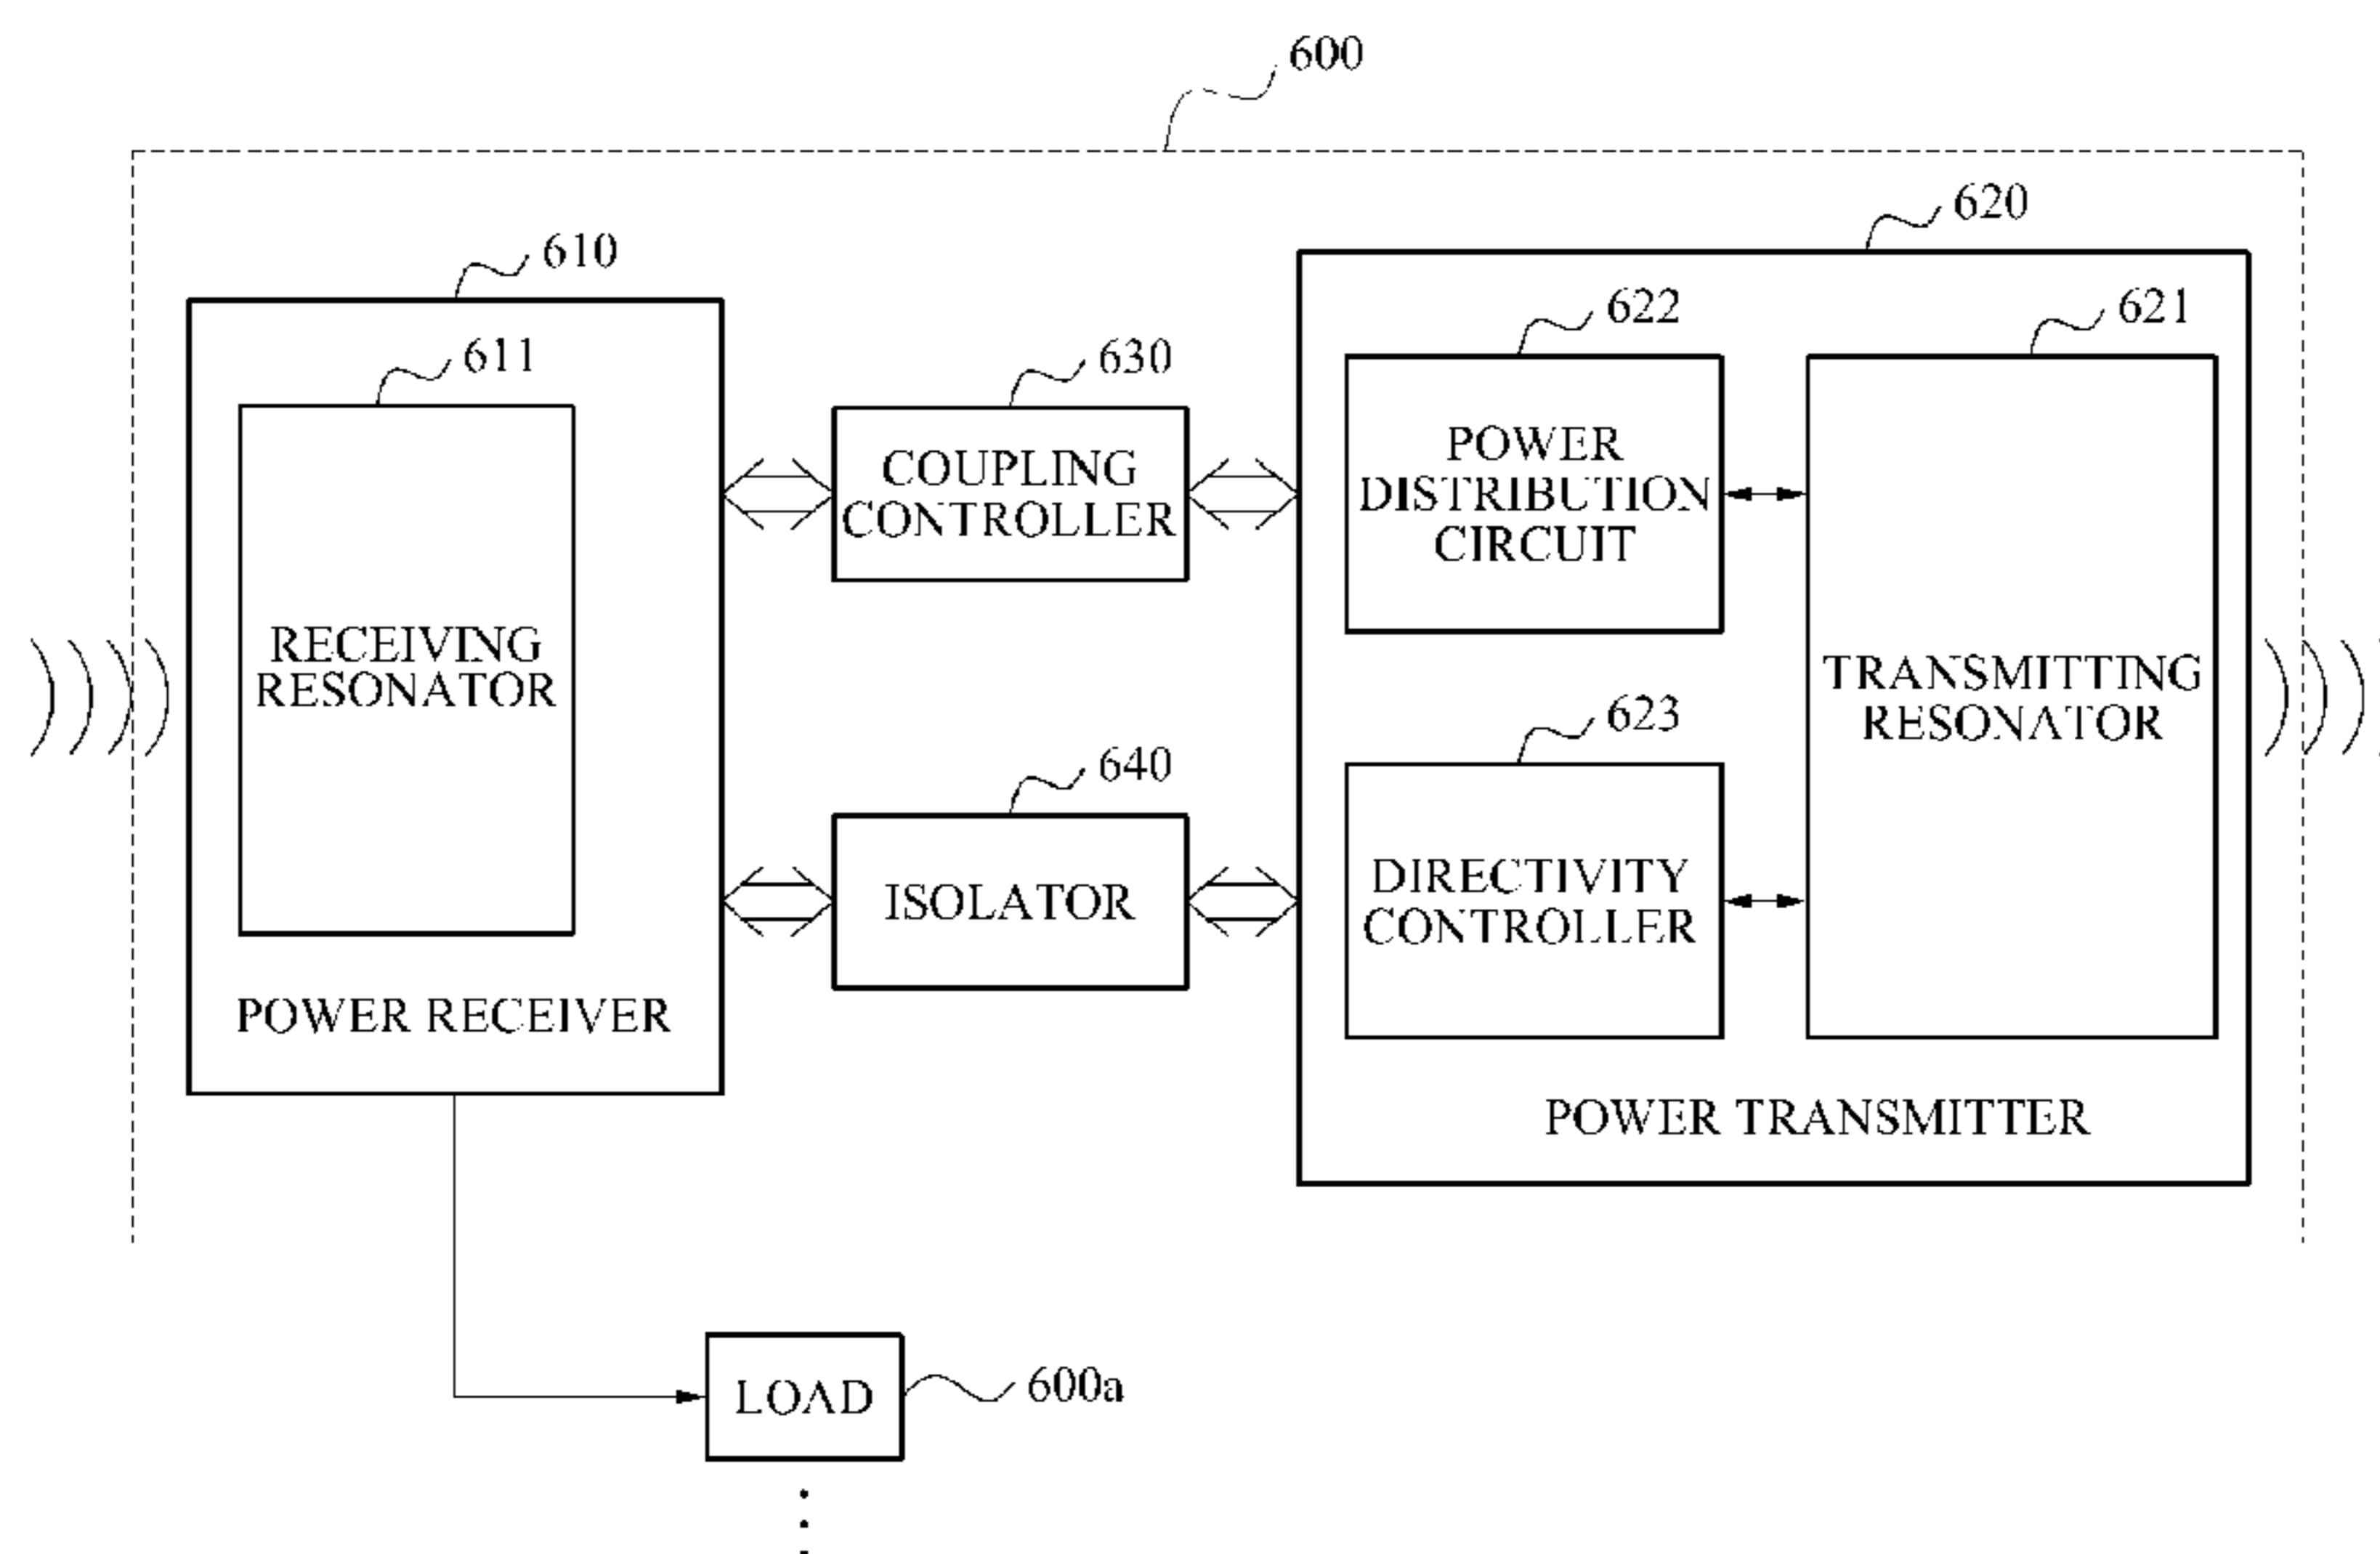 600
620
610
622
621
611
630
POWER
DISTRIBUTION
CIRCUIT
COUPLING
CONTROLLER
RECEIVING
RESONATOR
TRANSMITTING
RESONATOR
623
640
DIRECTIVITY
CONTROLLER
ISOLATOR
POWER RECEIVER
POWER TRANSMITTER
LOAD
600a